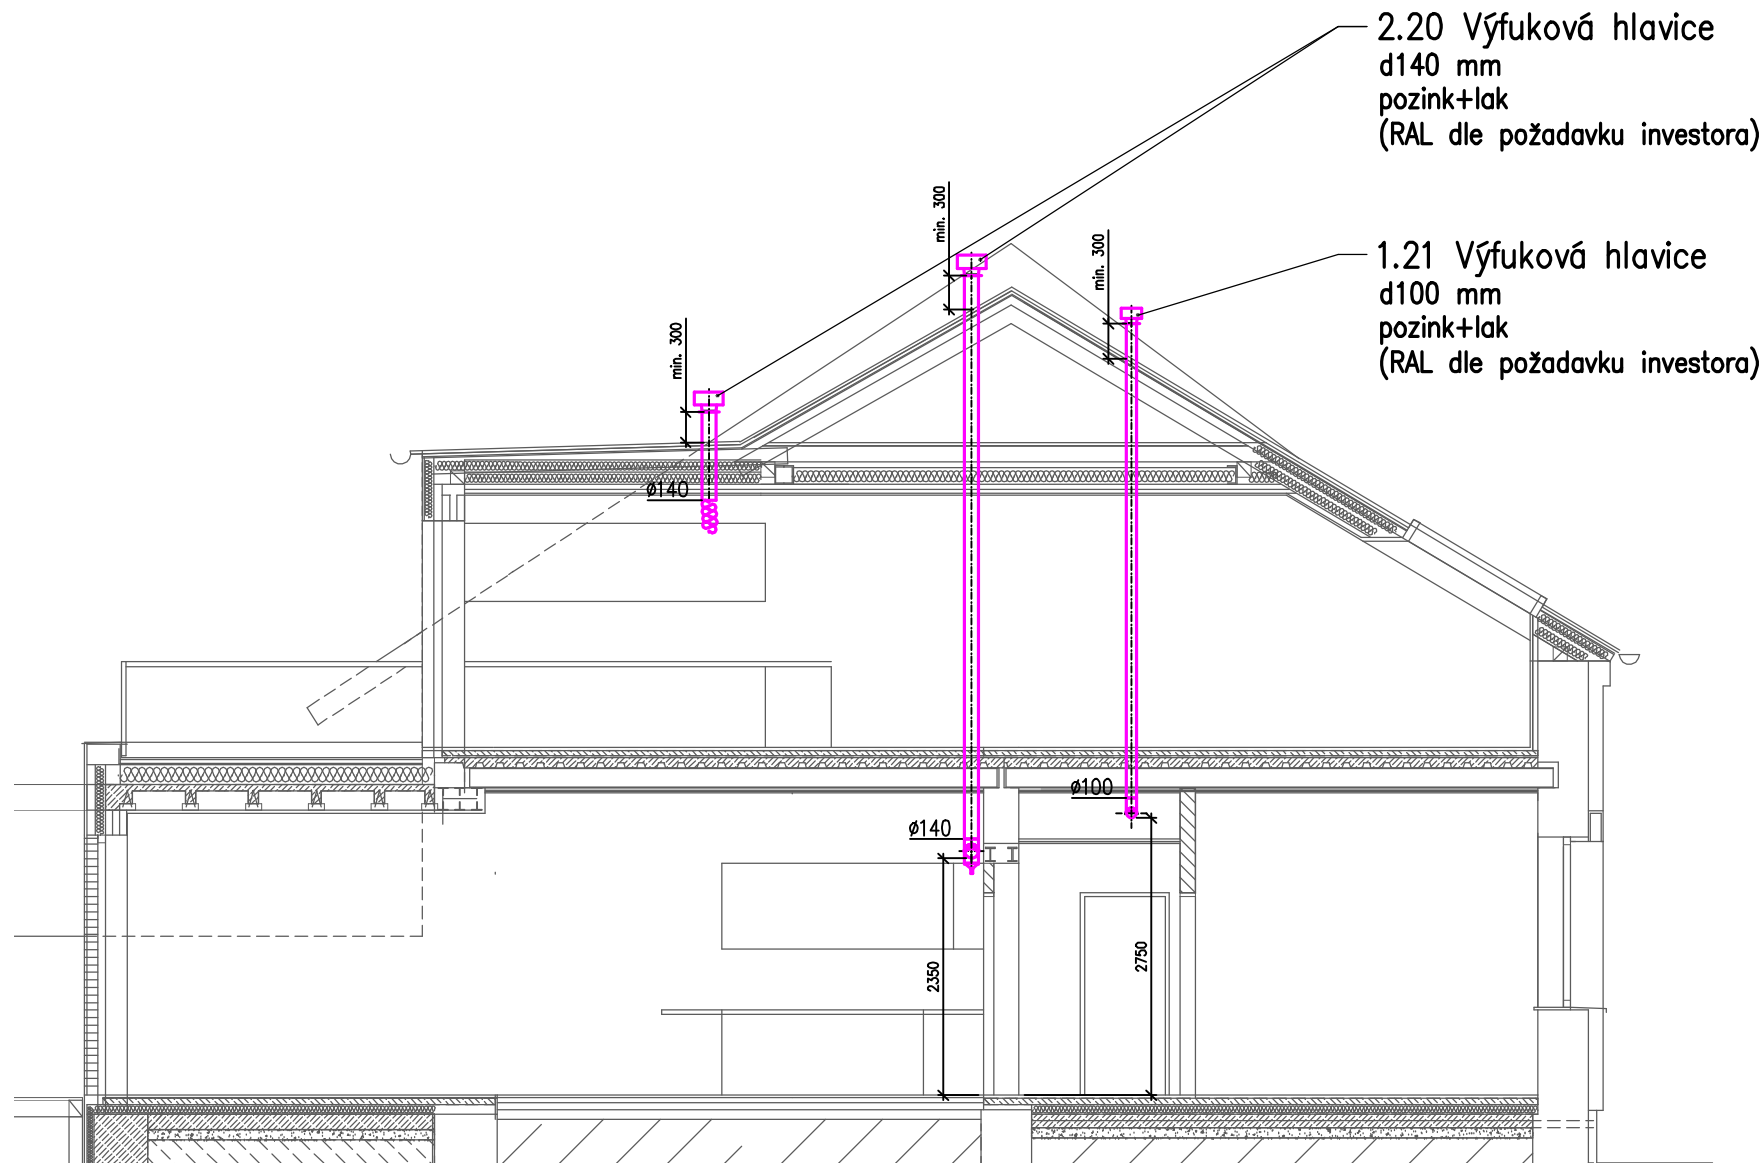 2.20 Výfuková hlavice
d140 mm
pozink+lak
(RAL dle požadavku investora)
min. 300
min. 300
1.21 Výfuková hlavice
d100 mm
pozink+lak
(RAL dle požadavku investora)
min. 300
ø140
ø100
ø140
2350
2750